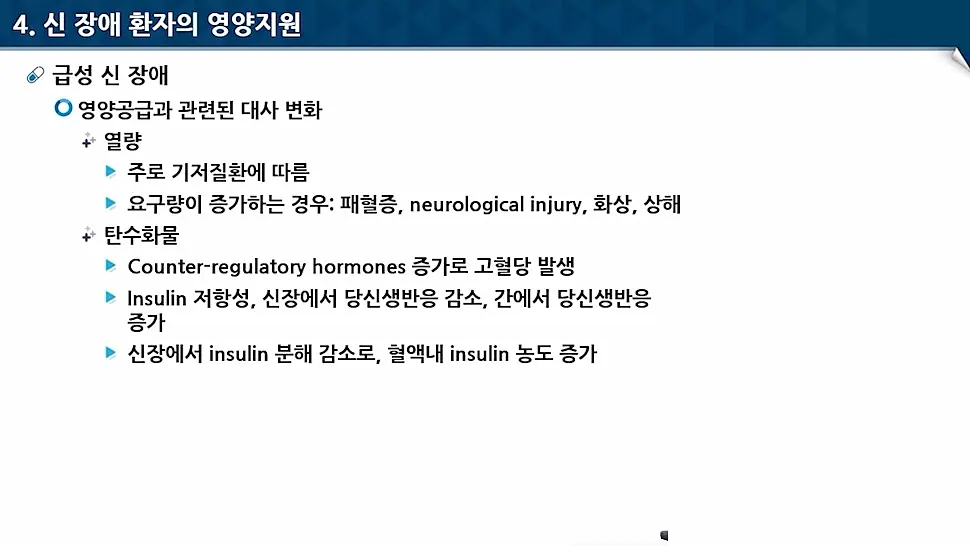 4. 신 장애 환자의 영양지원
급성 신 장애
영양공급과 관련된 대사 변화
열량
주로 기저질환에 따름
요구량이 증가하는 경우: 패혈증, neurological injury, 화상, 상해
탄수화물
Counter-regulatory hormones 증가로 고혈당 발생
Insulin 저항성, 신장에서 당신생반응 감소, 간에서 당신생반응
증가
신장에서 insulin 분해 감소로, 혈액내 insulin 농도 증가